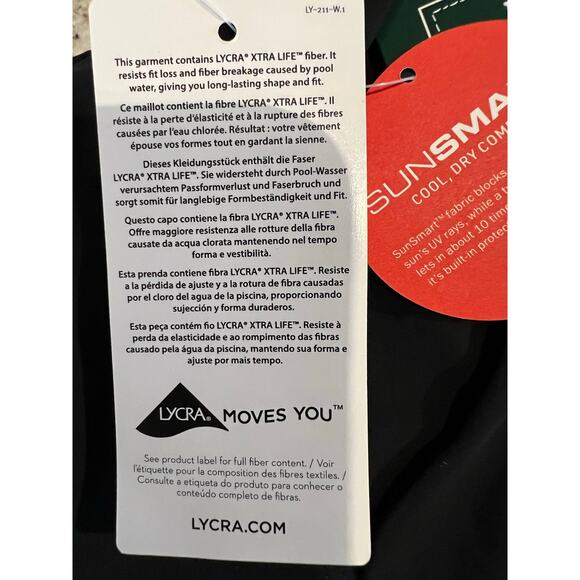 LY-211-W.1
This garment contains LYCRA® XTRA LIFE™ fiber. It
resists fit loss and fiber breakage caused by pool
water, giving you long-lasting shape and fit.
Ce maillot contient la fibre LYCRA® XTRA LIFE™. Il
résiste à la perte d'élasticité et à la rupture des fibres
causées par l'eau chlorée. Résultat : votre vêtement
épouse vos formes tout en gardant la sienne.
Dieses Kleidungsstück enthält die Faser
LYCRA® XTRA LIFE™. Sie widersteht durch Pool-Wasser
verursachtem Passformverlust und Faserbruch und
sorgt somit für langlebige Formbeständigkeit und Fit.
Questo capo contiene la fibra LYCRA® XTRA LIFE™.
Offre maggiore resistenza alle rotture della fibra
causate da acqua clorata mantenendo nel tempo
forma e vestibilità.
Esta prenda contiene fibra LYCRA® XTRA LIFE™. Resiste
a la pérdida de ajuste y a la rotura de fibra causadas
por el cloro del agua de la piscina, proporcionando
sujección y forma duraderos.
Esta peça contém fio LYCRA® XTRA LIFE™. Resiste à
perda da elasticidade e ao rompimento das fibras
causado pela água da piscina, mantendo sua forma e
ajuste por mais tempo.
LYCRA® MOVES YOU™
See product label for full fiber content. / Voir
l'étiquette pour la composition des fibres textiles. /
Consulte a etiqueta do produto para conhecer o
conteúdo completo de fibras.
LYCRA.COM
SUNSMA
COOL, DRY COM
SunSmart™ fabric blocks
sun's UV rays, while a
lets in about 10 time
it's built-in protec